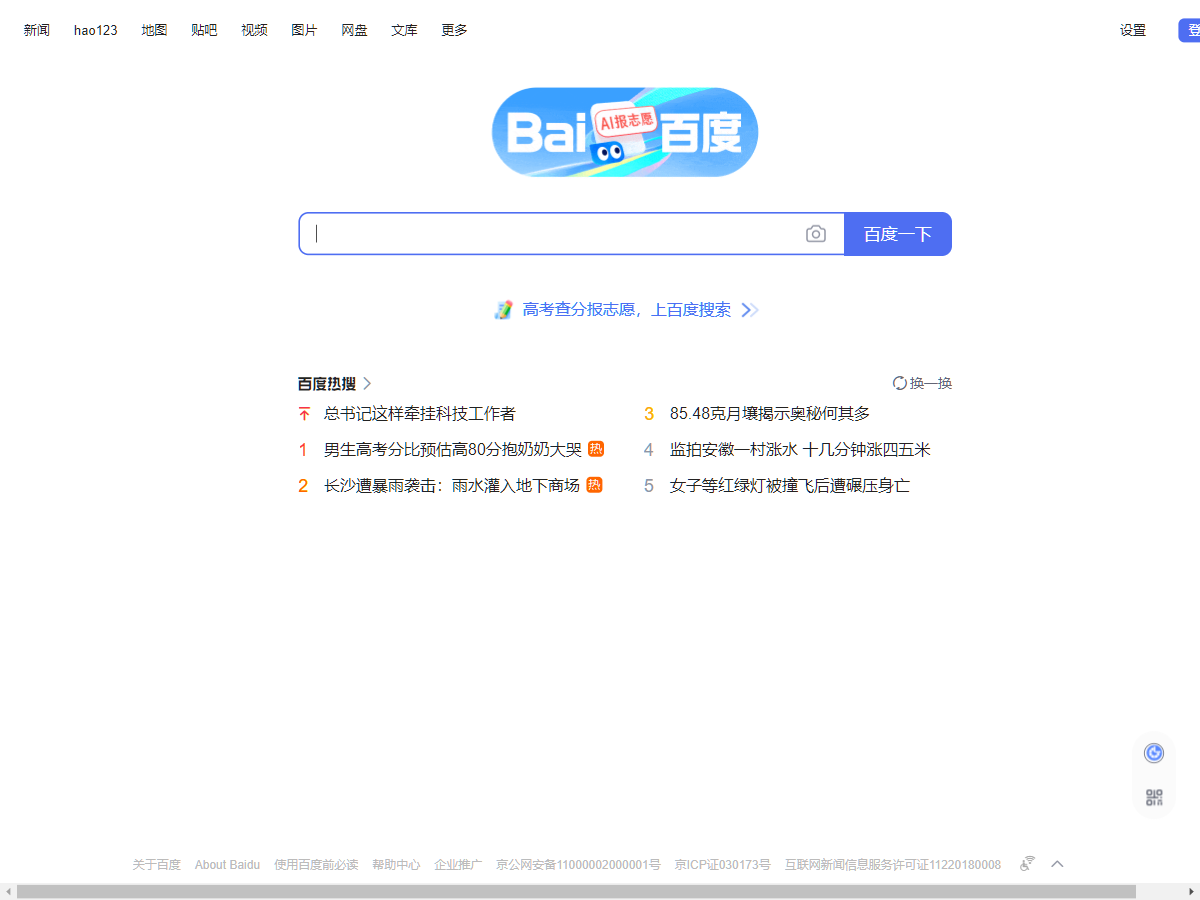 新闻 hao123 地图 贴吧 视频 图片 网盘 文库 更多 设置 登
Bai AI报志愿 百度
百度一下
高考查分报志愿，上百度搜索
百度热搜 换一换
总书记这样牵挂科技工作者
1 男生高考分比预估高80分抱奶奶大哭 热
2 长沙遭暴雨袭击：雨水灌入地下商场 热
3 85.48克月壤揭示奥秘何其多
4 监拍安徽一村涨水 十几分钟涨四五米
5 女子等红绿灯被撞飞后遭碾压身亡
关于百度 About Baidu 使用百度前必读 帮助中心 企业推广 京公网安备11000002000001号 京ICP证030173号 互联网新闻信息服务许可证11220180008